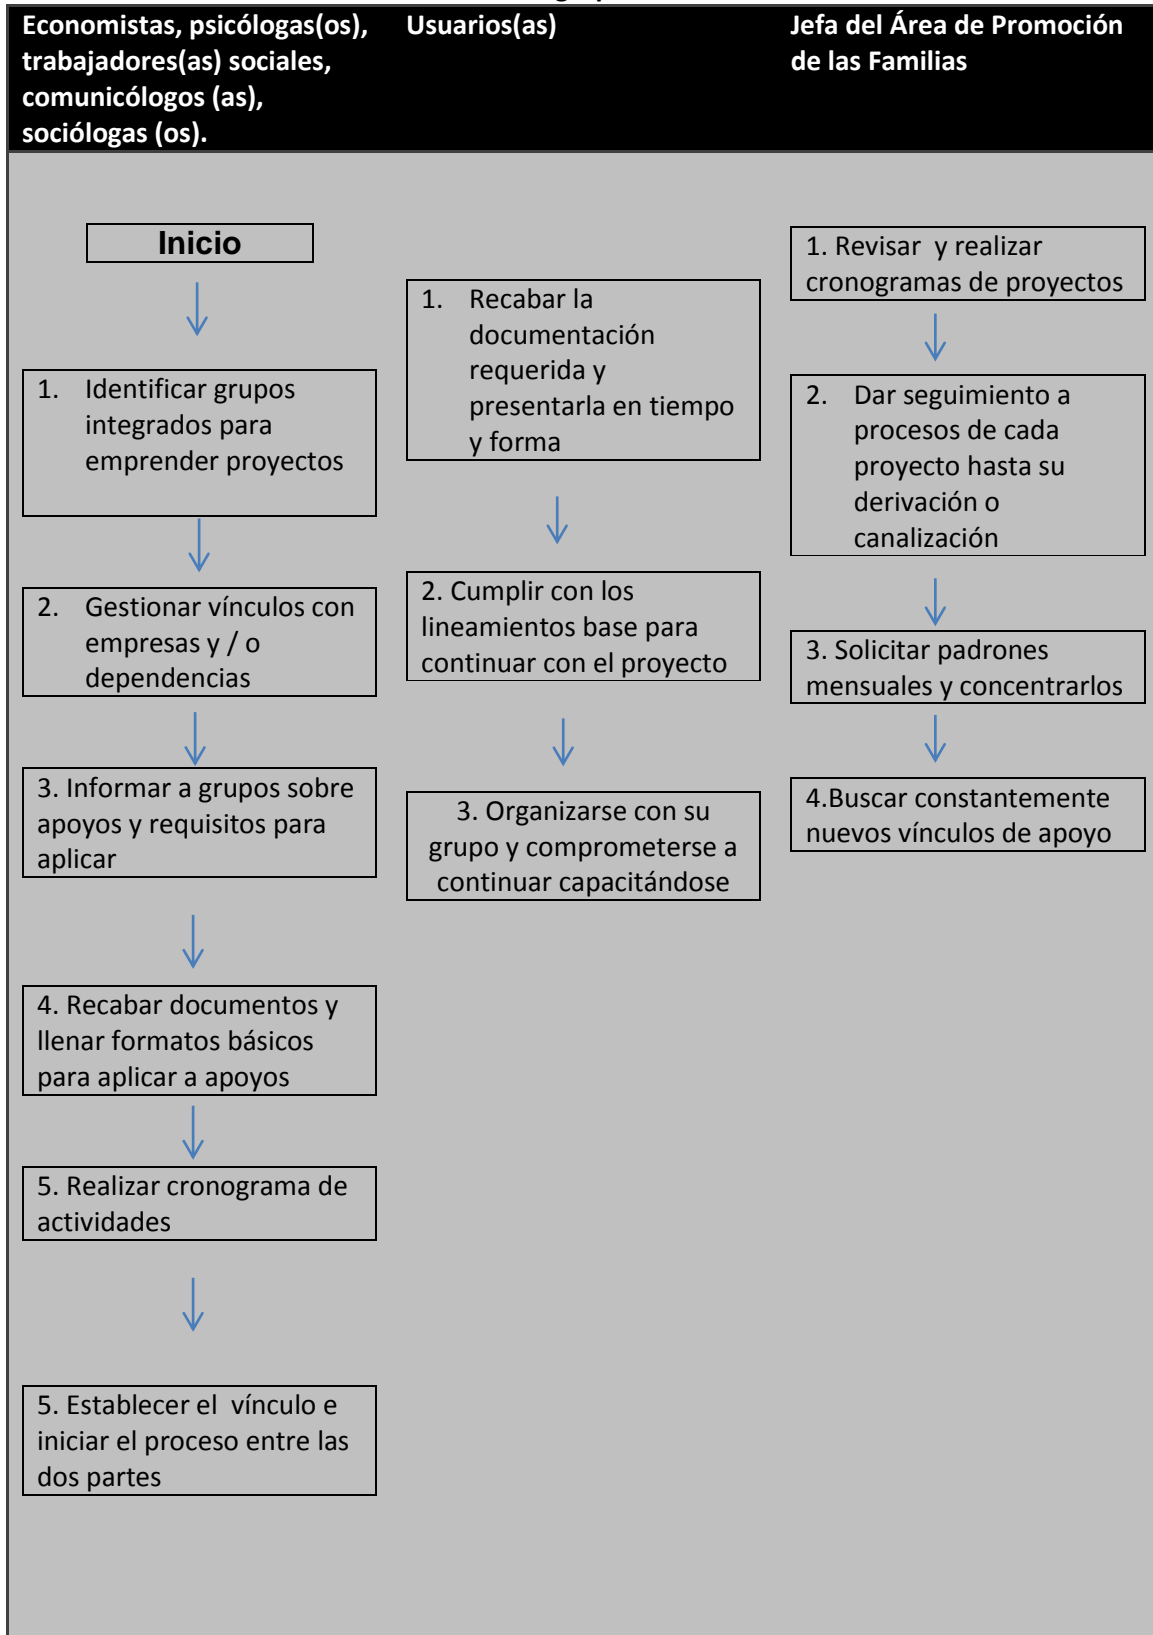 Economistas, psicólogas(os),
trabajadores(as) sociales,
comunicólogos (as),
sociólogas (os).
Usuarios(as)
Jefa del Área de Promoción
de las Familias
Inicio
1. Identificar grupos
integrados para
emprender proyectos
2. Gestionar vínculos con
empresas y / o
dependencias
3. Informar a grupos sobre
apoyos y requisitos para
aplicar
4. Recabar documentos y
llenar formatos básicos
para aplicar a apoyos
5. Realizar cronograma de
actividades
5. Establecer el vínculo e
iniciar el proceso entre las
dos partes
1. Recabar la
documentación
requerida y
presentarla en tiempo
y forma
2. Cumplir con los
lineamientos base para
continuar con el proyecto
3. Organizarse con su
grupo y comprometerse a
continuar capacitándose
1. Revisar y realizar
cronogramas de proyectos
2. Dar seguimiento a
procesos de cada
proyecto hasta su
derivación o
canalización
3. Solicitar padrones
mensuales y concentrarlos
4.Buscar constantemente
nuevos vínculos de apoyo